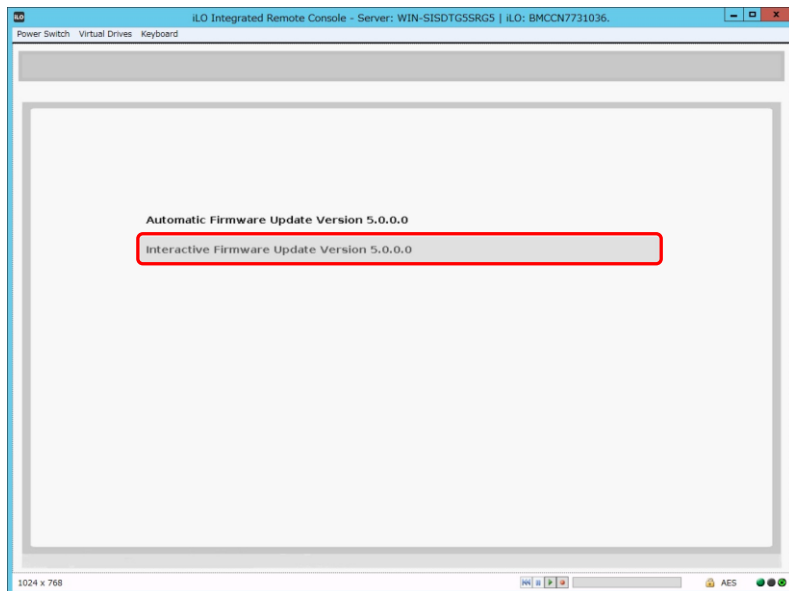 iLO
iLO Integrated Remote Console - Server: WIN-SISDTG5SRG5 | iLO: BMCCN7731036.
Power Switch Virtual Drives Keyboard
Automatic Firmware Update Version 5.0.0.0
Interactive Firmware Update Version 5.0.0.0
1024 x 768
AES